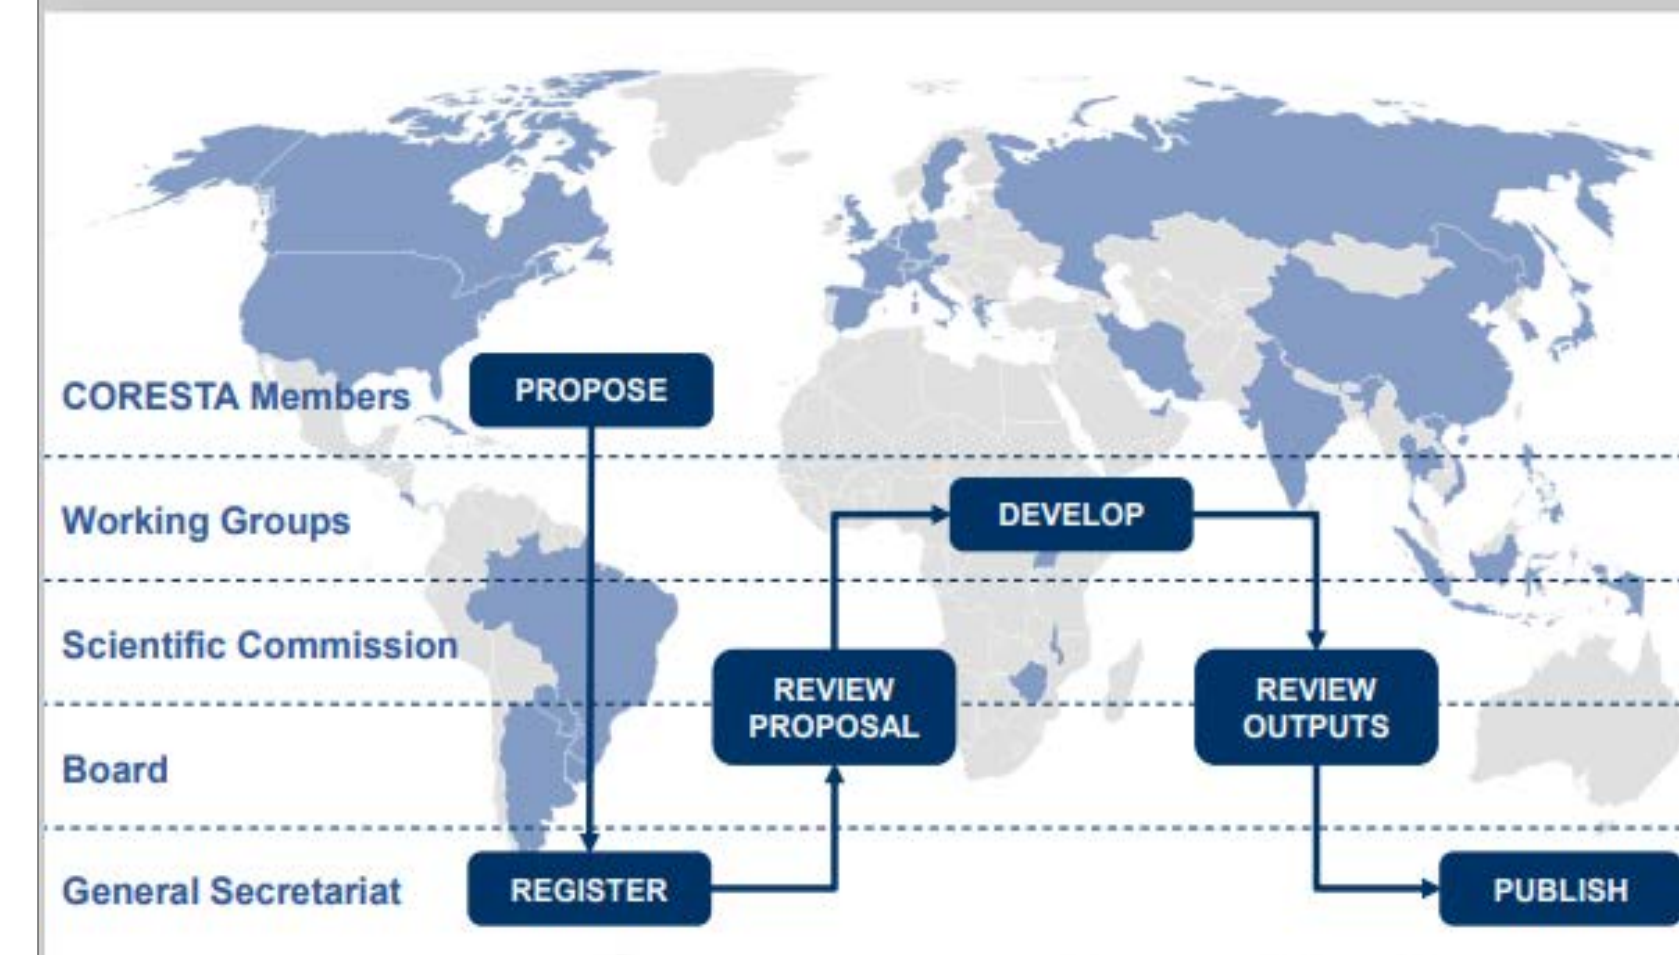 CORESTA Members
PROPOSE
Working Groups
DEVELOP
Scientific Commission
REVIEW
PROPOSAL
REVIEW
OUTPUTS
Board
General Secretariat
REGISTER
PUBLISH